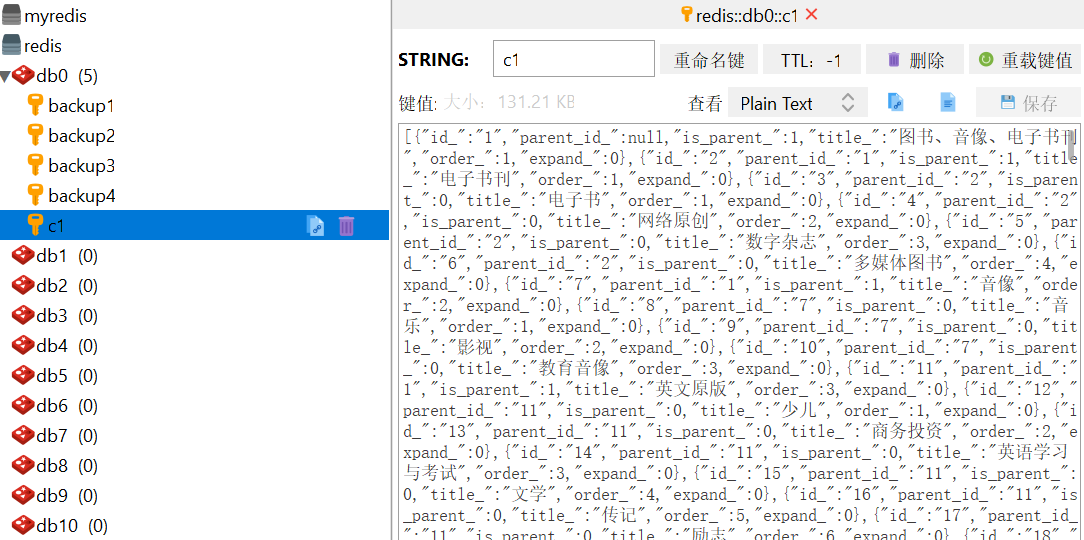 myredis
redis
db0 (5)
backup1
backup2
backup3
backup4
c1
db1 (0)
db2 (0)
db3 (0)
db4 (0)
db5 (0)
db6 (0)
db7 (0)
db8 (0)
db9 (0)
db10 (0)
redis::db0::c1
STRING: c1 重命名键 TTL: -1 删除 重载键值
键值: 大小: 131.21 KB 查看 Plain Text 保存
[{"id_":"1","parent_id_":null,"is_parent_":1,"title_":"图书、音像、电子书刊
","order_":1,"expand_":0},{"id_":"2","parent_id_":"1","is_parent_":1,"title
_":"电子书刊","order_":1,"expand_":0},{"id_":"3","parent_id_":"2","is_parent
_":0,"title_":"电子书","order_":1,"expand_":0},{"id_":"4","parent_id_":"2"
,"is_parent_":0,"title_":"网络原创","order_":2,"expand_":0},{"id_":"5","par
ent_id_":"2","is_parent_":0,"title_":"数字杂志","order_":3,"expand_":0},{"i
d_":"6","parent_id_":"2","is_parent_":0,"title_":"多媒体图书","order_":4,"e
xpand_":0},{"id_":"7","parent_id_":"1","is_parent_":1,"title_":"音像","orde
r_":2,"expand_":0},{"id_":"8","parent_id_":"7","is_parent_":0,"title_":"音
乐","order_":1,"expand_":0},{"id_":"9","parent_id_":"7","is_parent_":0,"tit
le_":"影视","order_":2,"expand_":0},{"id_":"10","parent_id_":"7","is_parent
_":0,"title_":"教育音像","order_":3,"expand_":0},{"id_":"11","parent_id_":"
1","is_parent_":1,"title_":"英文原版","order_":3,"expand_":0},{"id_":"12","
parent_id_":"11","is_parent_":0,"title_":"少儿","order_":1,"expand_":0},{"i
d_":"13","parent_id_":"11","is_parent_":0,"title_":"商务投资","order_":2,"e
xpand_":0},{"id_":"14","parent_id_":"11","is_parent_":0,"title_":"英语学习
与考试","order_":3,"expand_":0},{"id_":"15","parent_id_":"11","is_parent_":
0,"title_":"文学","order_":4,"expand_":0},{"id_":"16","parent_id_":"11","is
_parent_":0,"title_":"传记","order_":5,"expand_":0},{"id_":"17","parent_id_
":"11","is_parent_":0,"title_":"励志","order_":6,"expand_":0},{"id_":"18","